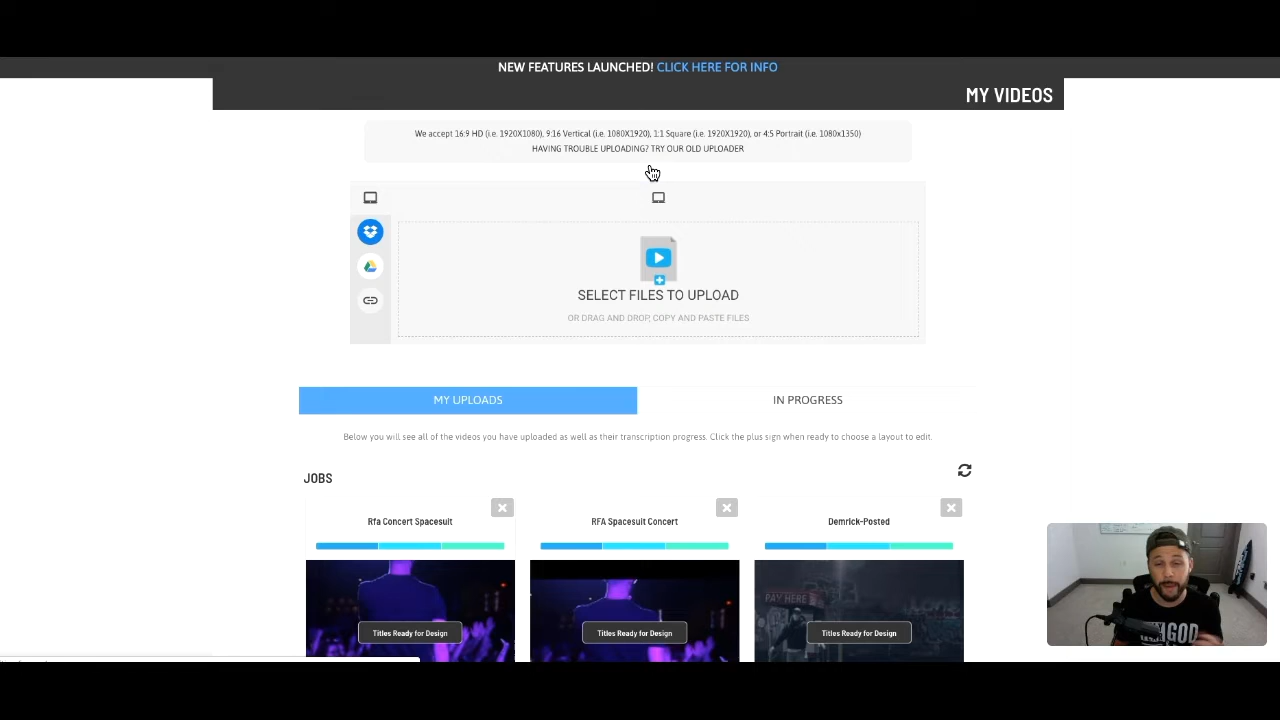 NEW FEATURES LAUNCHED! CLICK HERE FOR INFO
MY VIDEOS
We accept 16:9 HD (i.e. 1920X1080), 9:16 Vertical (i.e. 1080X1920), 1:1 Square (i.e. 1920X1920), or 4:5 Portrait (i.e. 1080x1350)
HAVING TROUBLE UPLOADING? TRY OUR OLD UPLOADER
SELECT FILES TO UPLOAD
OR DRAG AND DROP, COPY AND PASTE FILES
MY UPLOADS
IN PROGRESS
Below you will see all of the videos you have uploaded as well as their transcription progress. Click the plus sign when ready to choose a layout to edit.
JOBS
Rfa Concert Spacesuit
RFA Spacesuit Concert
Demrick-Posted
PAY HERE
Titles Ready for Design
Titles Ready for Design
Titles Ready for Design
GOD